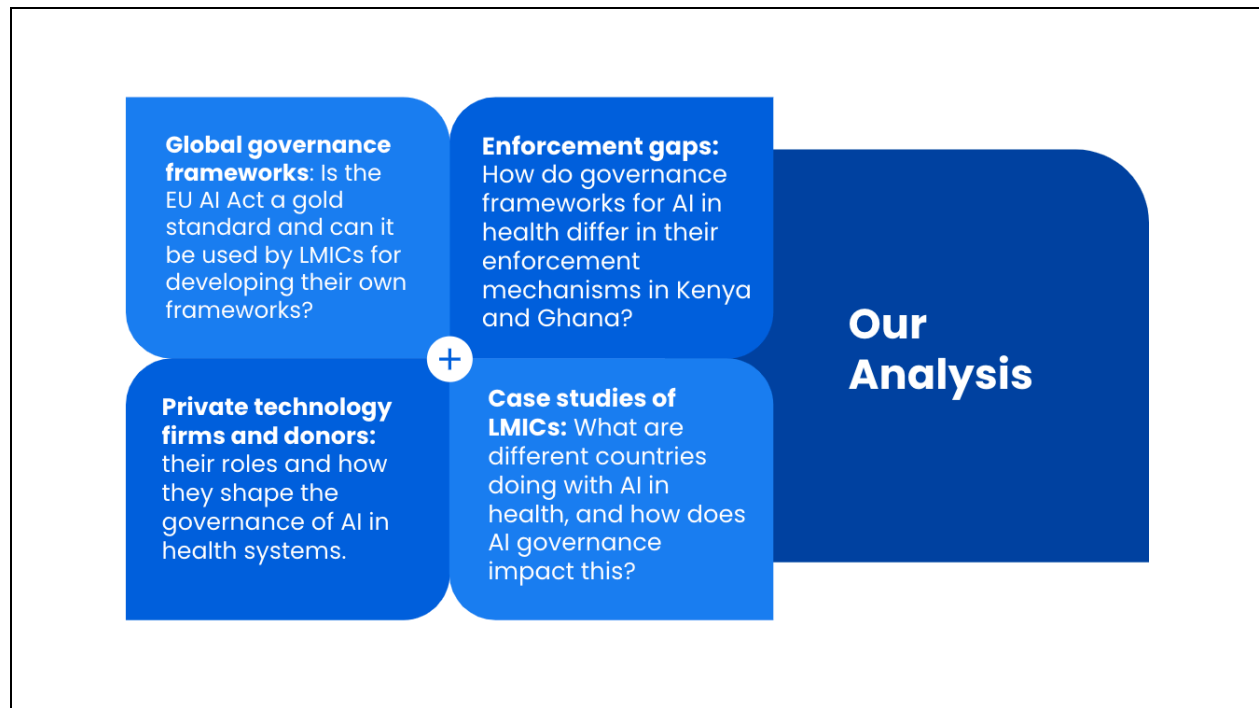 Global governance
frameworks: Is the
EU AI Act a gold
standard and can it
be used by LMICs for
developing their own
frameworks?
Enforcement gaps:
How do governance
frameworks for AI in
health differ in their
enforcement
mechanisms in Kenya
and Ghana?
Private technology
firms and donors:
their roles and how
they shape the
governance of AI in
health systems.
Case studies of
LMICs: What are
different countries
doing with AI in
health, and how does
AI governance
impact this?
Our
Analysis